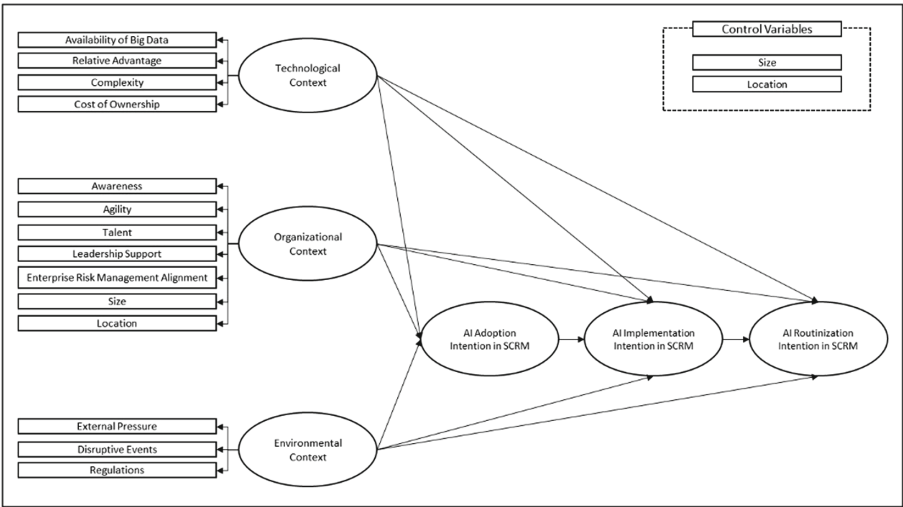 Availability of Big Data
Relative Advantage
Complexity
Cost of Ownership
Technological
Context
Control Variables
Size
Location
Awareness
Agility
Talent
Leadership Support
Enterprise Risk Management Alignment
Size
Location
Organizational
Context
AI Adoption
Intention in SCRM
AI Implementation
Intention in SCRM
AI Routinization
Intention in SCRM
External Pressure
Disruptive Events
Regulations
Environmental
Context